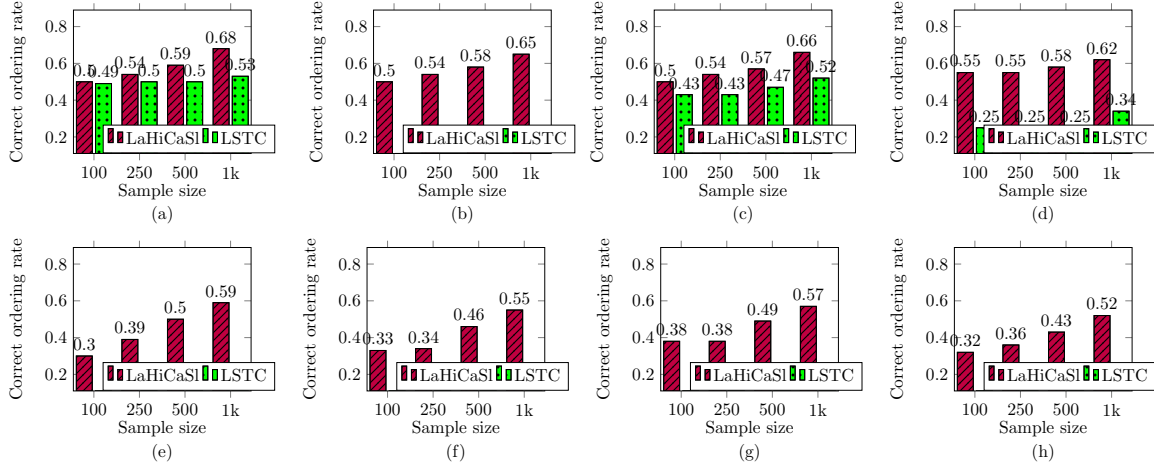 0.8
0.6
0.4
0.2
Correct ordering rate
0.5 0.49 0.54 0.5 0.59 0.5 0.68 0.53
LaHiCaSl LSTC
100 250 500 1k
Sample size
(a)
0.8
0.6
0.4
0.2
Correct ordering rate
0.5 0.54 0.58 0.65
LaHiCaSl LSTC
100 250 500 1k
Sample size
(b)
0.8
0.6
0.4
0.2
Correct ordering rate
0.5 0.43 0.54 0.43 0.57 0.47 0.66 0.52
LaHiCaSl LSTC
100 250 500 1k
Sample size
(c)
0.8
0.6
0.4
0.2
Correct ordering rate
0.55 0.25 0.55 0.25 0.58 0.25 0.62 0.34
LaHiCaSl LSTC
100 250 500 1k
Sample size
(d)
0.8
0.6
0.4
0.2
Correct ordering rate
0.3 0.39 0.5 0.59
LaHiCaSl LSTC
100 250 500 1k
Sample size
(e)
0.8
0.6
0.4
0.2
Correct ordering rate
0.33 0.34 0.46 0.55
LaHiCaSl LSTC
100 250 500 1k
Sample size
(f)
0.8
0.6
0.4
0.2
Correct ordering rate
0.38 0.38 0.49 0.57
LaHiCaSl LSTC
100 250 500 1k
Sample size
(g)
0.8
0.6
0.4
0.2
Correct ordering rate
0.32 0.36 0.43 0.52
LaHiCaSl LSTC
100 250 500 1k
Sample size
(h)